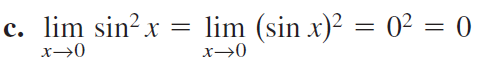 c. lim x→0 sin² x = lim x→0 (sin x)² = 0² = 0